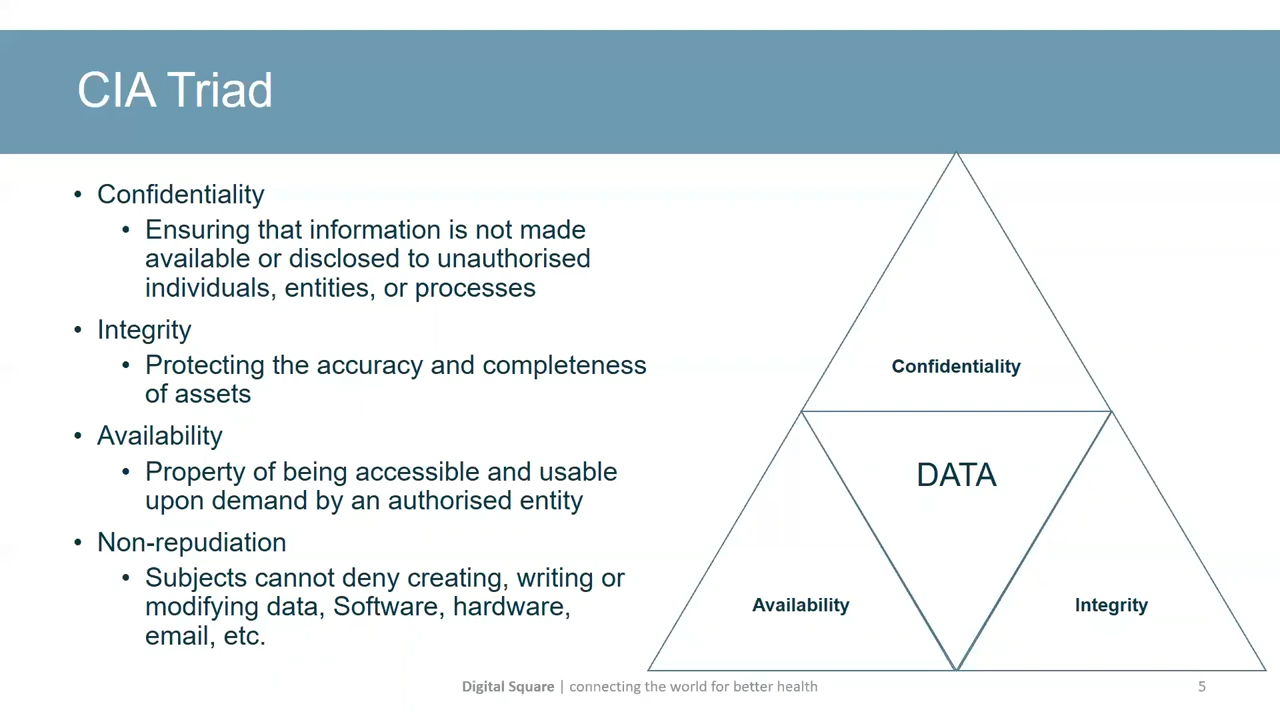 CIA Triad
• Confidentiality
• Ensuring that information is not made
available or disclosed to unauthorised
individuals, entities, or processes
• Integrity
• Protecting the accuracy and completeness
of assets
• Availability
• Property of being accessible and usable
upon demand by an authorised entity
• Non-repudiation
• Subjects cannot deny creating, writing or
modifying data, Software, hardware,
email, etc.
Confidentiality
DATA
Availability
Integrity
Digital Square | connecting the world for better health
5